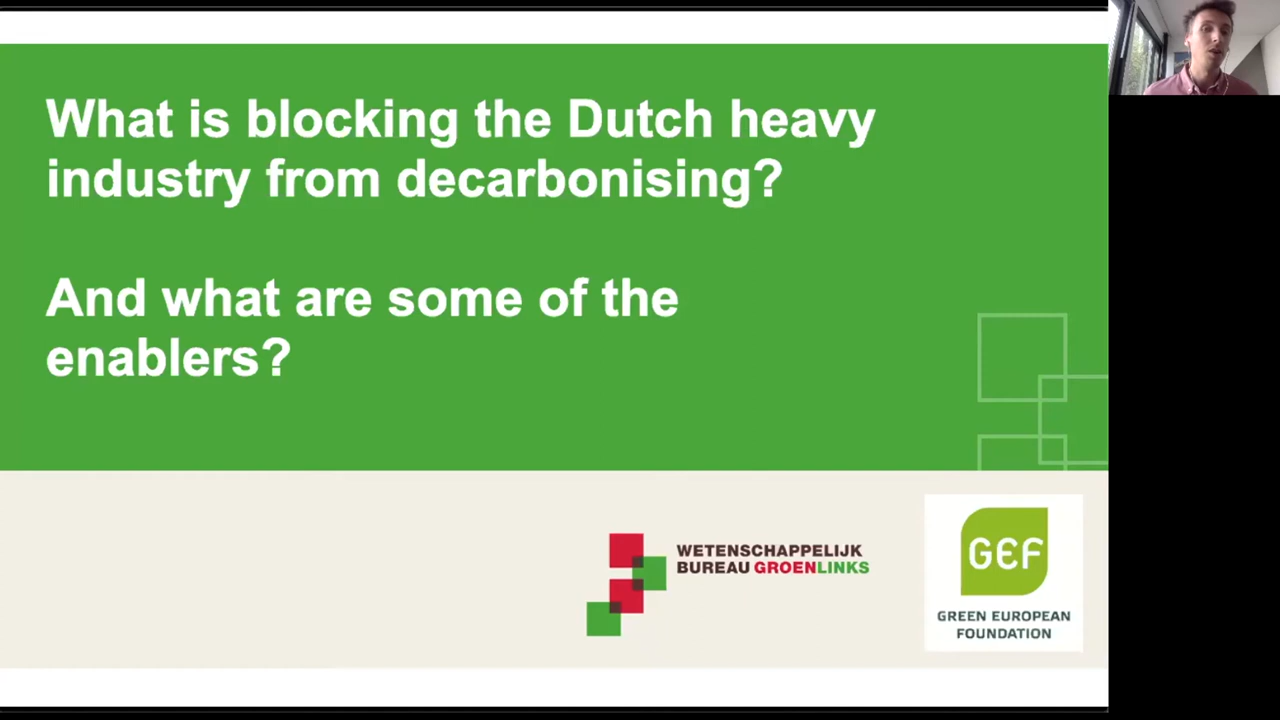 What is blocking the Dutch heavy
industry from decarbonising?
And what are some of the
enablers?
WETENSCHAPPELIJK
BUREAU GROENLINKS
GEF
GREEN EUROPEAN
FOUNDATION